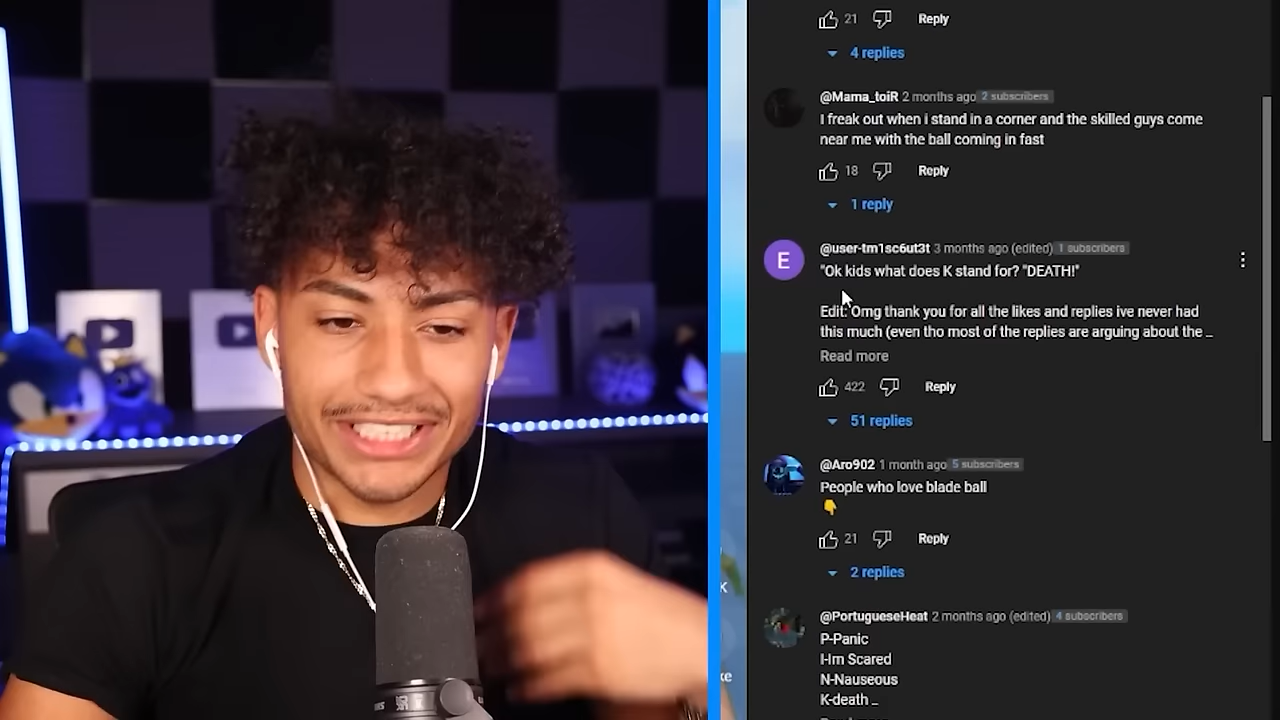 21 Reply
4 replies
@Mama_toiR 2 months ago 2 subscribers
I freak out when i stand in a corner and the skilled guys come
near me with the ball coming in fast
18 Reply
1 reply
E
@user-tm1sc6ut3t 3 months ago (edited) 1 subscribers
"Ok kids what does K stand for? "DEATH!"
Edit: Omg thank you for all the likes and replies ive never had
this much (even tho most of the replies are arguing about the ...
Read more
422 Reply
51 replies
@Aro902 1 month ago 5 subscribers
People who love blade ball
👇
21 Reply
2 replies
@PortugueseHeat 2 months ago (edited) 4 subscribers
P-Panic
I-Im Scared
N-Nauseous
K-death ...